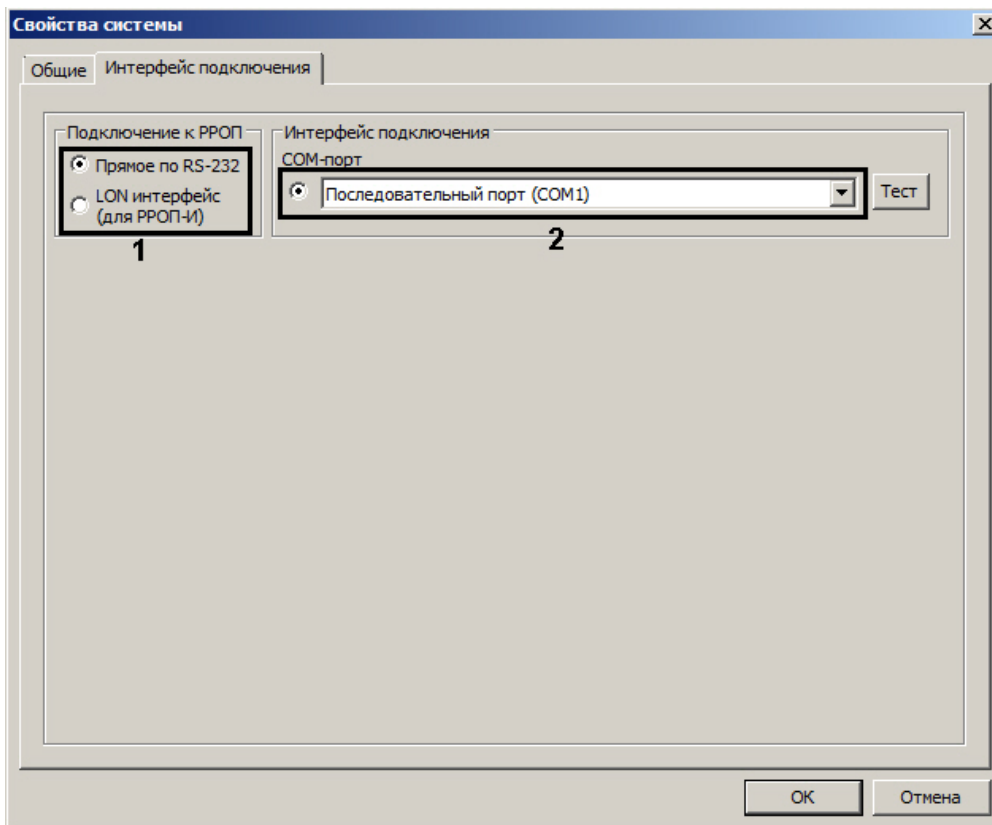 Свойства системы
Общие
Интерфейс подключения
Подключение к РРОП
Прямое по RS-232
LON интерфейс
(для РРОП-И)
1
Интерфейс подключения
COM-порт
Последовательный порт (COM1)
Тест
2
OK
Отмена